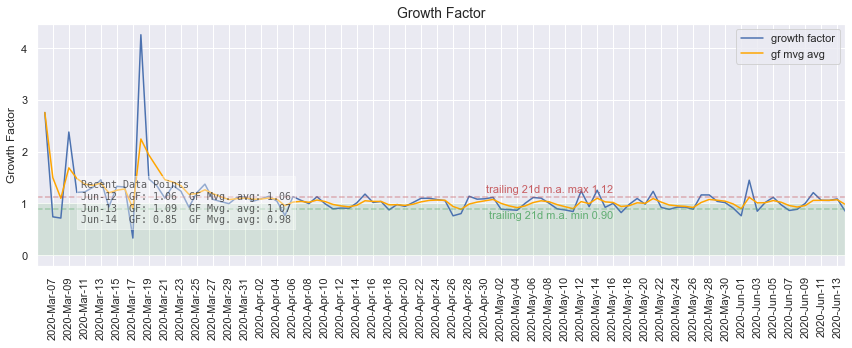 Growth Factor
growth factor
gf mvg avg
Growth Factor
4
3
2
1
0
trailing 21d m.a. max 1.12
trailing 21d m.a. min 0.90
Recent Data Points
Jun-12 GF: 1.06 GF Mvg. avg: 1.06
Jun-13 GF: 1.09 GF Mvg. avg: 1.07
Jun-14 GF: 0.85 GF Mvg. avg: 0.98
2020-Mar-07
2020-Mar-09
2020-Mar-11
2020-Mar-13
2020-Mar-15
2020-Mar-17
2020-Mar-19
2020-Mar-21
2020-Mar-23
2020-Mar-25
2020-Mar-27
2020-Mar-29
2020-Mar-31
2020-Apr-02
2020-Apr-04
2020-Apr-06
2020-Apr-08
2020-Apr-10
2020-Apr-12
2020-Apr-14
2020-Apr-16
2020-Apr-18
2020-Apr-20
2020-Apr-22
2020-Apr-24
2020-Apr-26
2020-Apr-28
2020-Apr-30
2020-May-02
2020-May-04
2020-May-06
2020-May-08
2020-May-10
2020-May-12
2020-May-14
2020-May-16
2020-May-18
2020-May-20
2020-May-22
2020-May-24
2020-May-26
2020-May-28
2020-May-30
2020-Jun-01
2020-Jun-03
2020-Jun-05
2020-Jun-07
2020-Jun-09
2020-Jun-11
2020-Jun-13